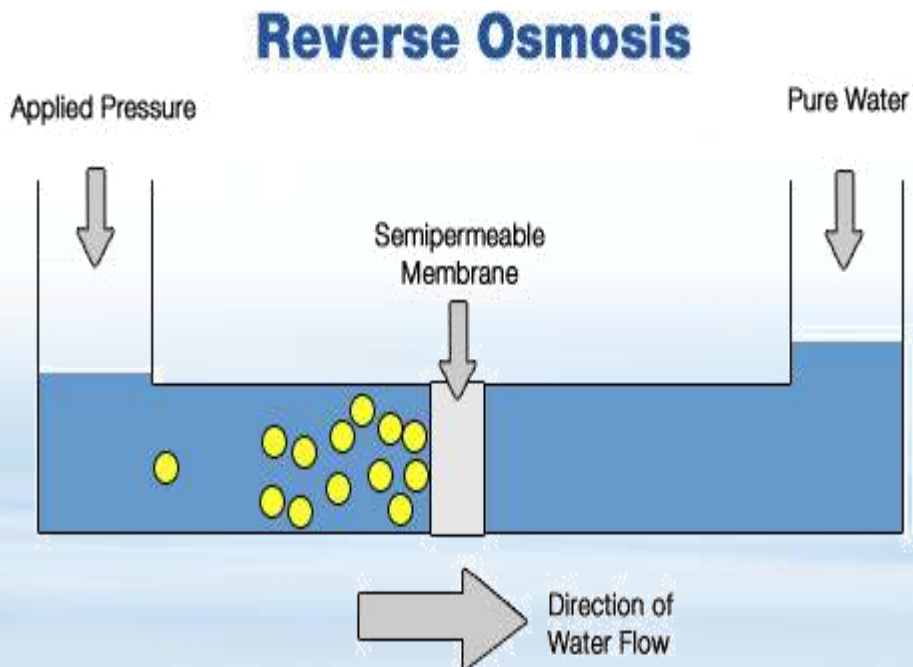 Reverse Osmosis
Applied Pressure
Pure Water
Semipermeable
Membrane
Direction of
Water Flow